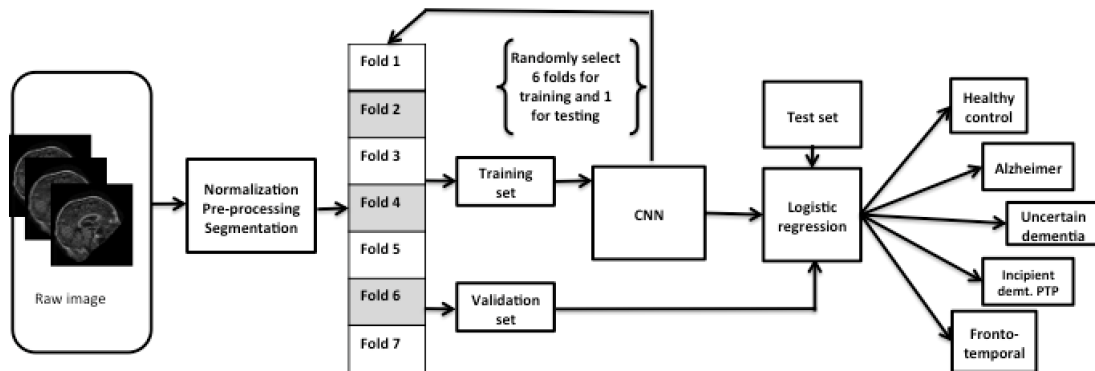 Raw image
Normalization
Pre-processing
Segmentation
Fold 1
Fold 2
Fold 3
Fold 4
Fold 5
Fold 6
Fold 7
Randomly select
6 folds for
training and 1
for testing
Training
set
Validation
set
CNN
Test set
Logistic
regression
Healthy
control
Alzheimer
Uncertain
dementia
Incipient
demt. PTP
Fronto-
temporal